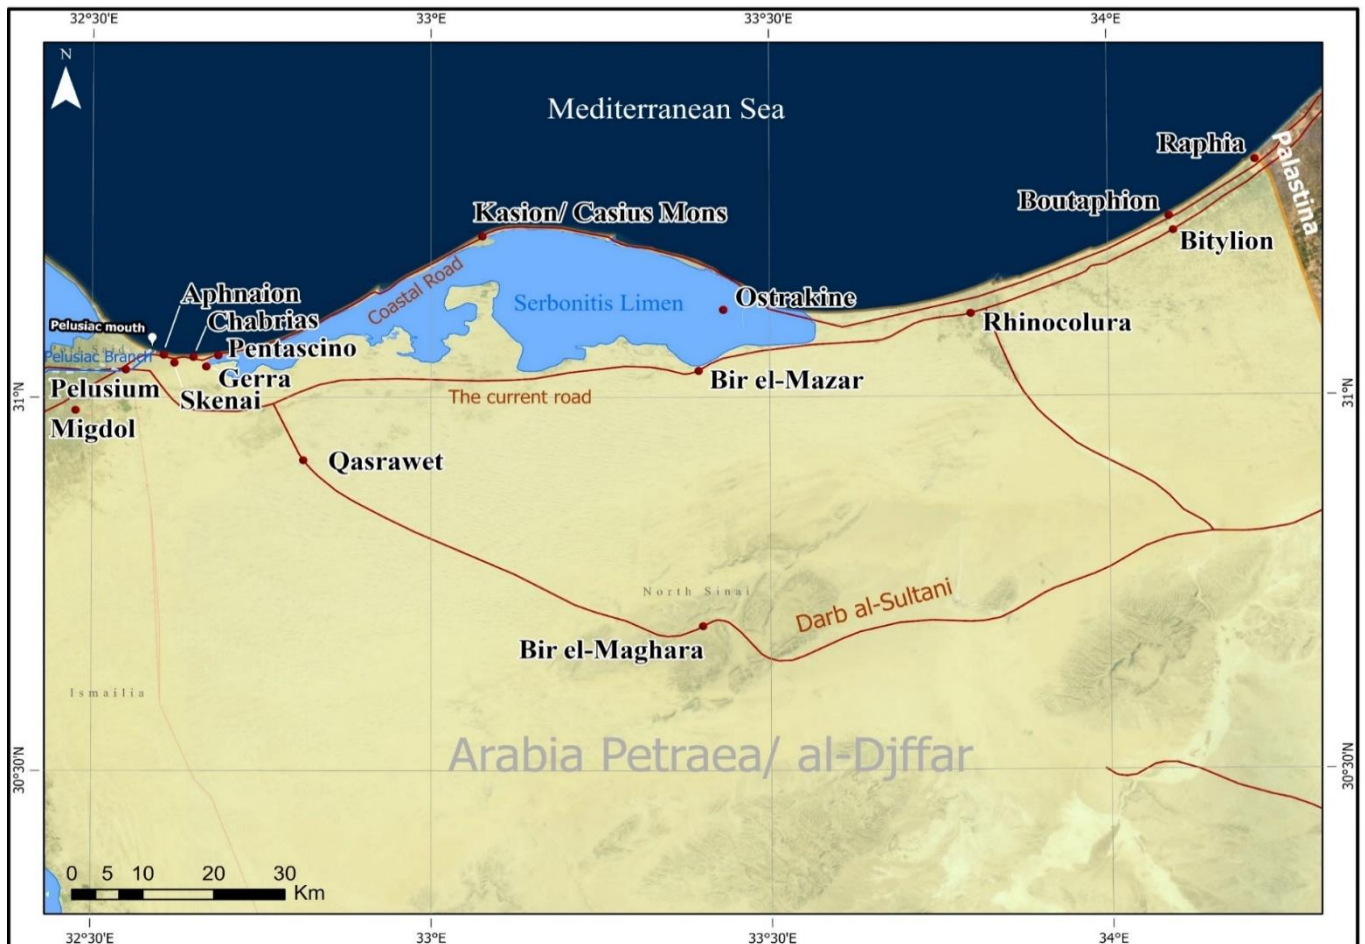 32°30'E
33°E
33°30'E
34°E
N
Mediterranean Sea
Raphia
Palastina
Boutaphion
Bitylion
Kasion/ Casius Mons
Coastal Road
Serbonitis Limen
Ostrakine
Rhinocolura
Aphnaion
Chabrias
Pelusiac mouth
Pentascino
Pelusiac Branch
Gerra
Pelusium
Skenai
Bir el-Mazar
The current road
31°N
31°N
Migdol
Qasrawet
North Sinai
Darb al-Sultani
Bir el-Maghara
Ismailia
Arabia Petraea/ al-Djffar
30°30'N
30°30'N
0 5 10 20 30
Km
32°30'E
33°E
33°30'E
34°E